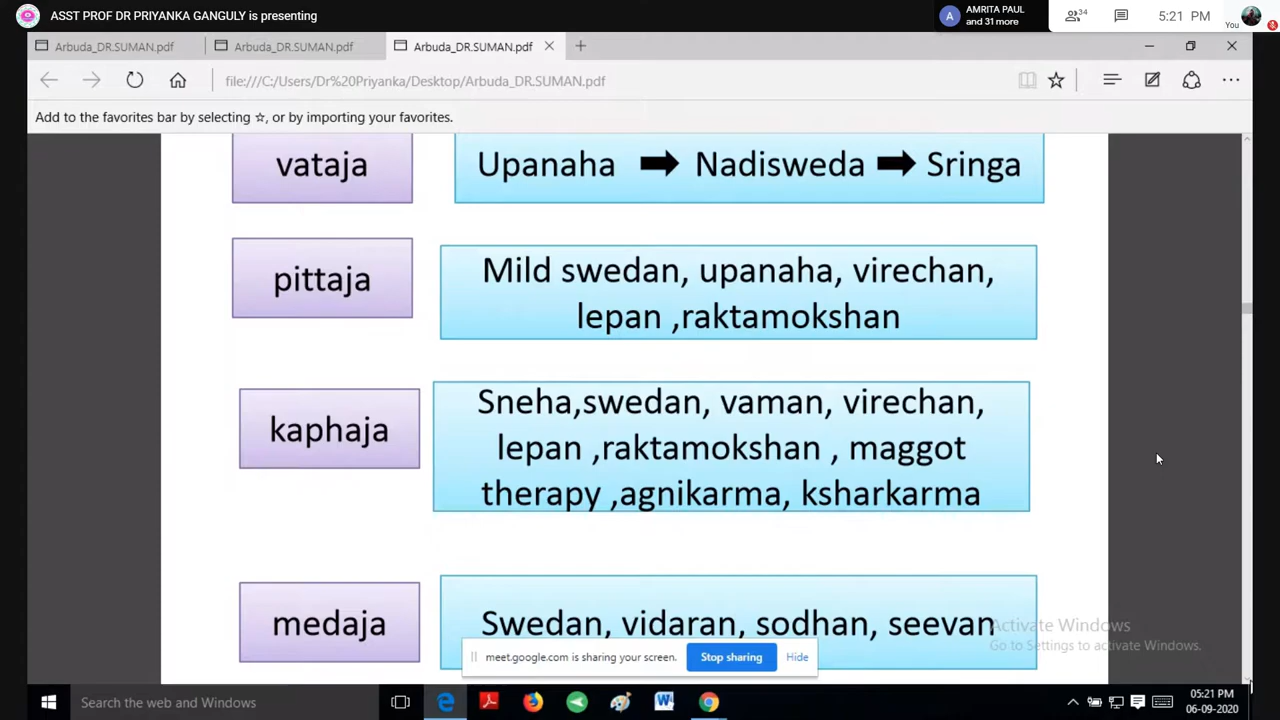 ASST PROF DR PRIYANKA GANGULY is presenting
A
AMRITA PAUL
and 31 more
34
5:21 PM
You
Arbuda_DR.SUMAN.pdf
Arbuda_DR.SUMAN.pdf
Arbuda_DR.SUMAN.pdf
file:///C:/Users/Dr%20Priyanka/Desktop/Arbuda_DR.SUMAN.pdf
Add to the favorites bar by selecting ☆, or by importing your favorites.
vataja
Upanaha ➡ Nadisweda ➡ Sringa
pittaja
Mild swedan, upanaha, virechan,
lepan ,raktamokshan
kaphaja
Sneha,swedan, vaman, virechan,
lepan ,raktamokshan , maggot
therapy ,agnikarma, ksharkarma
medaja
Swedan, vidaran, sodhan, seevan
Activate Windows
Go to Settings to activate Windows.
meet.google.com is sharing your screen.
Stop sharing
Hide
Search the web and Windows
05:21 PM
06-09-2020